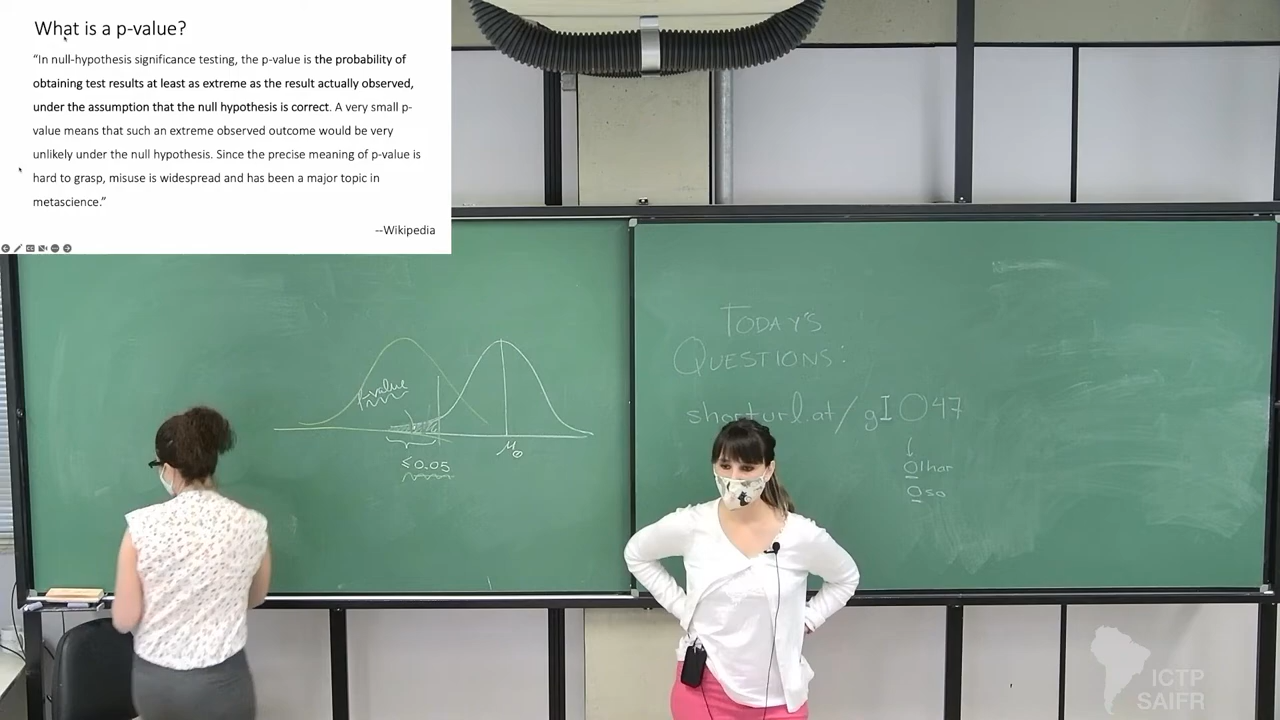 What is a p-value?
“In null-hypothesis significance testing, the p-value is the probability of
obtaining test results at least as extreme as the result actually observed,
under the assumption that the null hypothesis is correct. A very small p-
value means that such an extreme observed outcome would be very
unlikely under the null hypothesis. Since the precise meaning of p-value is
hard to grasp, misuse is widespread and has been a major topic in
metascience.”
--Wikipedia
p-value
≤0.05
μ₀
TODAY'S
QUESTIONS:
shorturl.at/gIO47
Olhar
Oso
ICTP
SAIFR